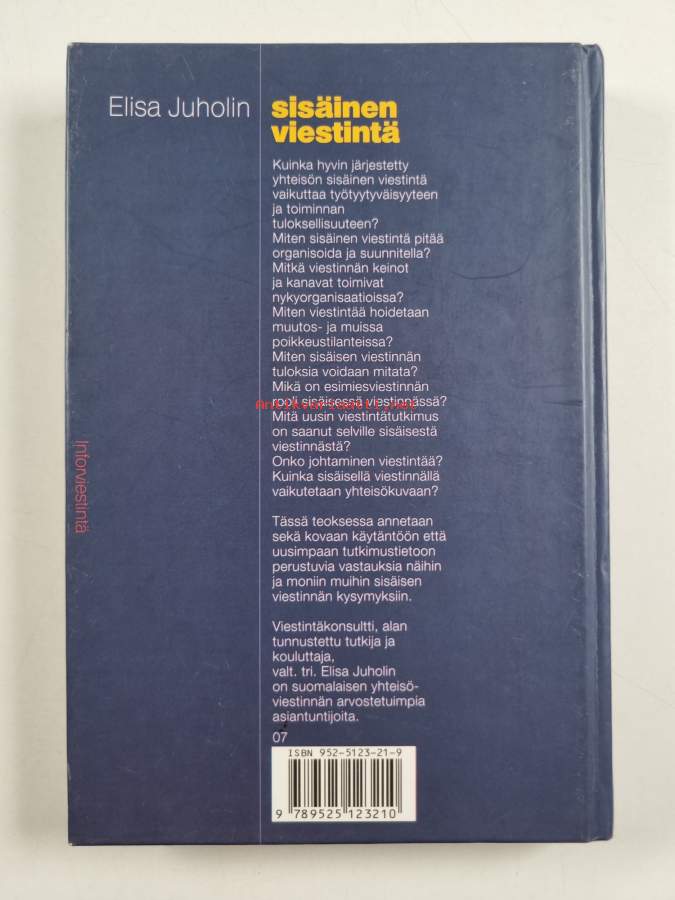 Elisa Juholin
sisäinen
viestintä
Kuinka hyvin järjestetty
yhteisön sisäinen viestintä
vaikuttaa työtyytyväisyyteen
ja toiminnan
tuloksellisuuteen?
Miten sisäinen viestintä pitää
organisoida ja suunnitella?
Mitkä viestinnän keinot
ja kanavat toimivat
nykyorganisaatioissa?
Miten viestintää hoidetaan
muutos- ja muissa
poikkeustilanteissa?
Miten sisäisen viestinnän
tuloksia voidaan mitata?
Mikä on esimiesviestinnän
rooli sisäisessä viestinnässä?
Antikvariaatti.net
Mitä uusin viestintätutkimus
on saanut selville sisäisestä
viestinnästä?
Onko johtaminen viestintää?
Kuinka sisäisellä viestinnällä
vaikutetaan yhteisökuvaan?
Tässä teoksessa annetaan
sekä kovaan käytäntöön että
uusimpaan tutkimustietoon
perustuvia vastauksia näihin
ja moniin muihin sisäisen
viestinnän kysymyksiin.
Viestintäkonsultti, alan
tunnustettu tutkija ja
kouluttaja,
valt. tri. Elisa Juholin
on suomalaisen yhteisö-
viestinnän arvostetuimpia
asiantuntijoita.
07
ISBN 952-5123-21-9
9 789525 123210
Inforviestintä